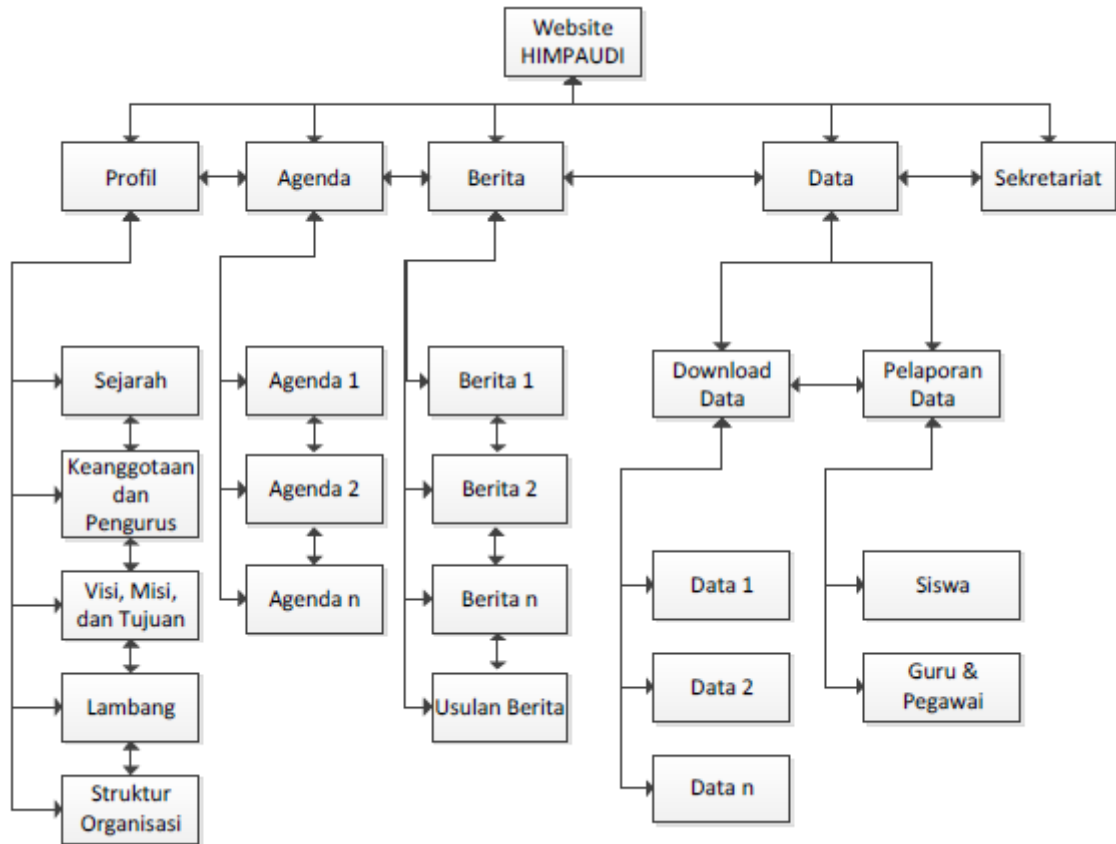 Website
HIMPAUDI
Profil
Agenda
Berita
Data
Sekretariat
Sejarah
Agenda 1
Berita 1
Download
Data
Pelaporan
Data
Keanggotaan
dan
Pengurus
Agenda 2
Berita 2
Visi, Misi,
dan Tujuan
Agenda n
Berita n
Data 1
Siswa
Lambang
Usulan Berita
Data 2
Guru &
Pegawai
Struktur
Organisasi
Data n